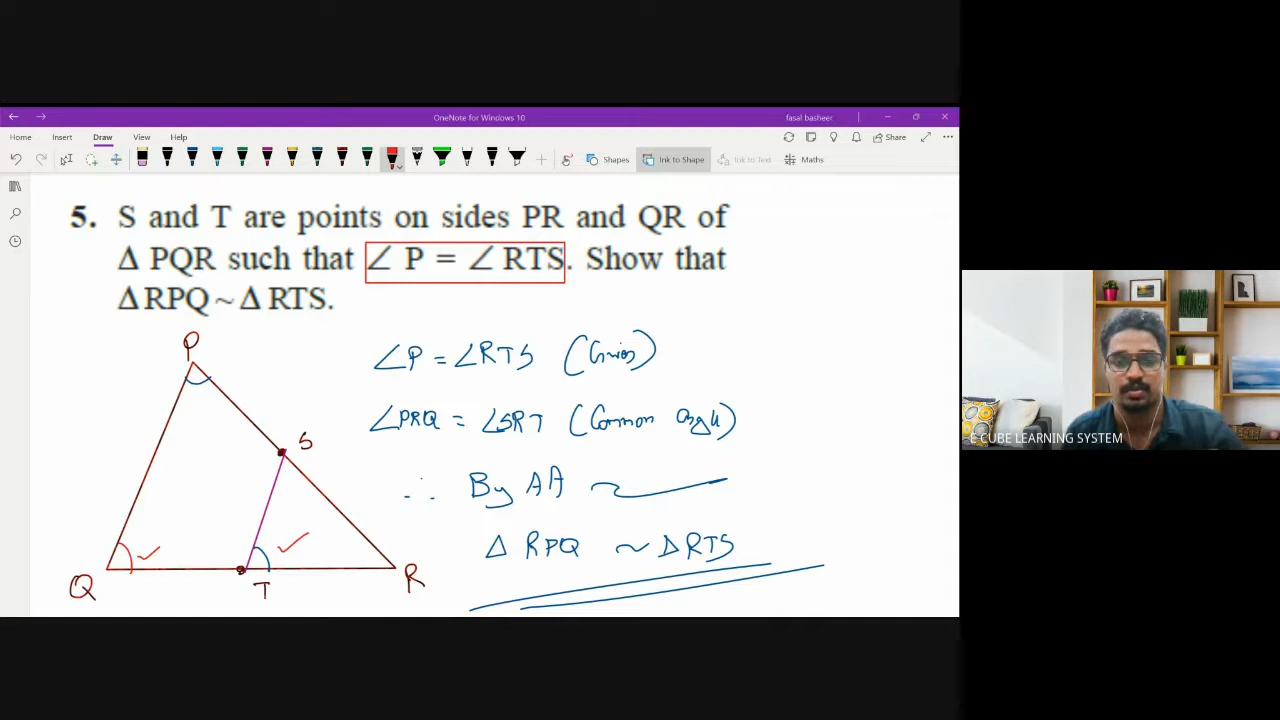 OneNote for Windows 10
fasal basheer
Home Insert Draw View Help
Share
Shapes
Ink to Shape
Ink to Text
Maths
5. S and T are points on sides PR and QR of
Δ PQR such that ∠ P = ∠ RTS. Show that
Δ RPQ ~ Δ RTS.
P
S
Q
T
R
∠P = ∠RTS (Given)
∠PRQ = ∠SRT (Common angle)
∴ By AA ~
Δ RPQ ~ Δ RTS
E CUBE LEARNING SYSTEM